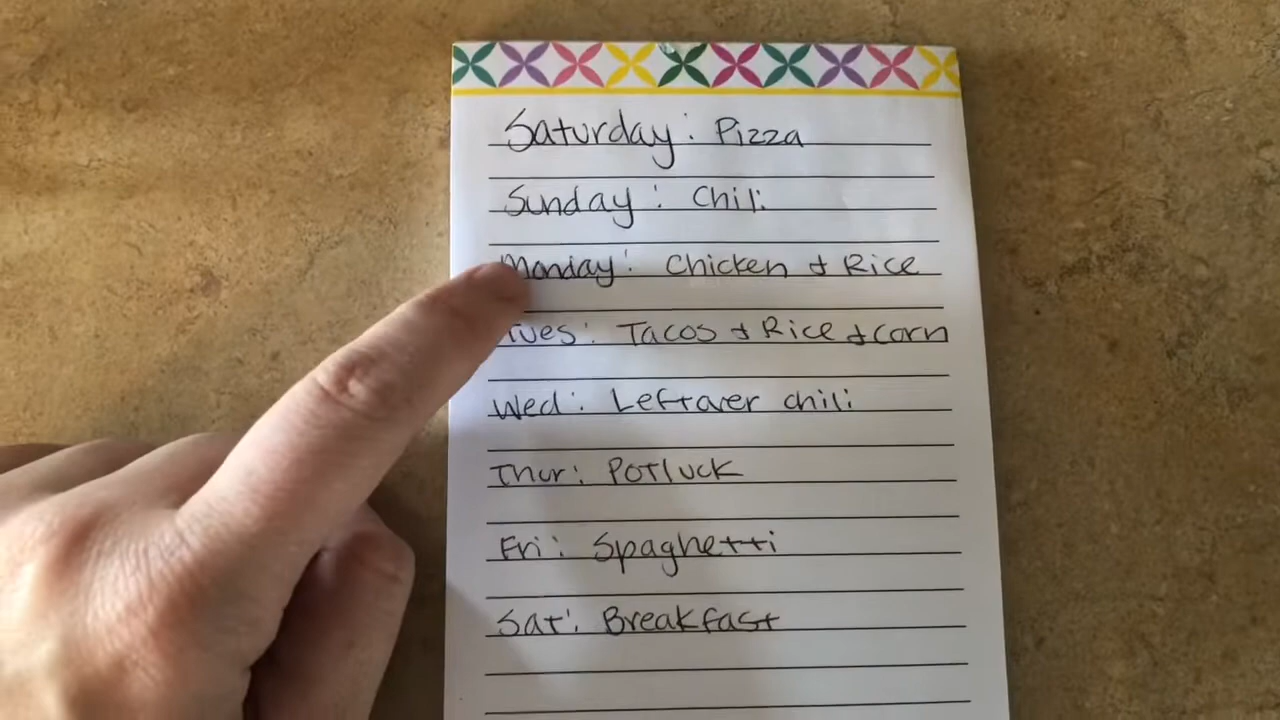 Saturday: Pizza
Sunday: Chili
Monday: Chicken & Rice
Tues: Tacos & Rice & Corn
Wed: Leftover chili
Thur: Potluck
Fri: Spaghetti
Sat: Breakfast